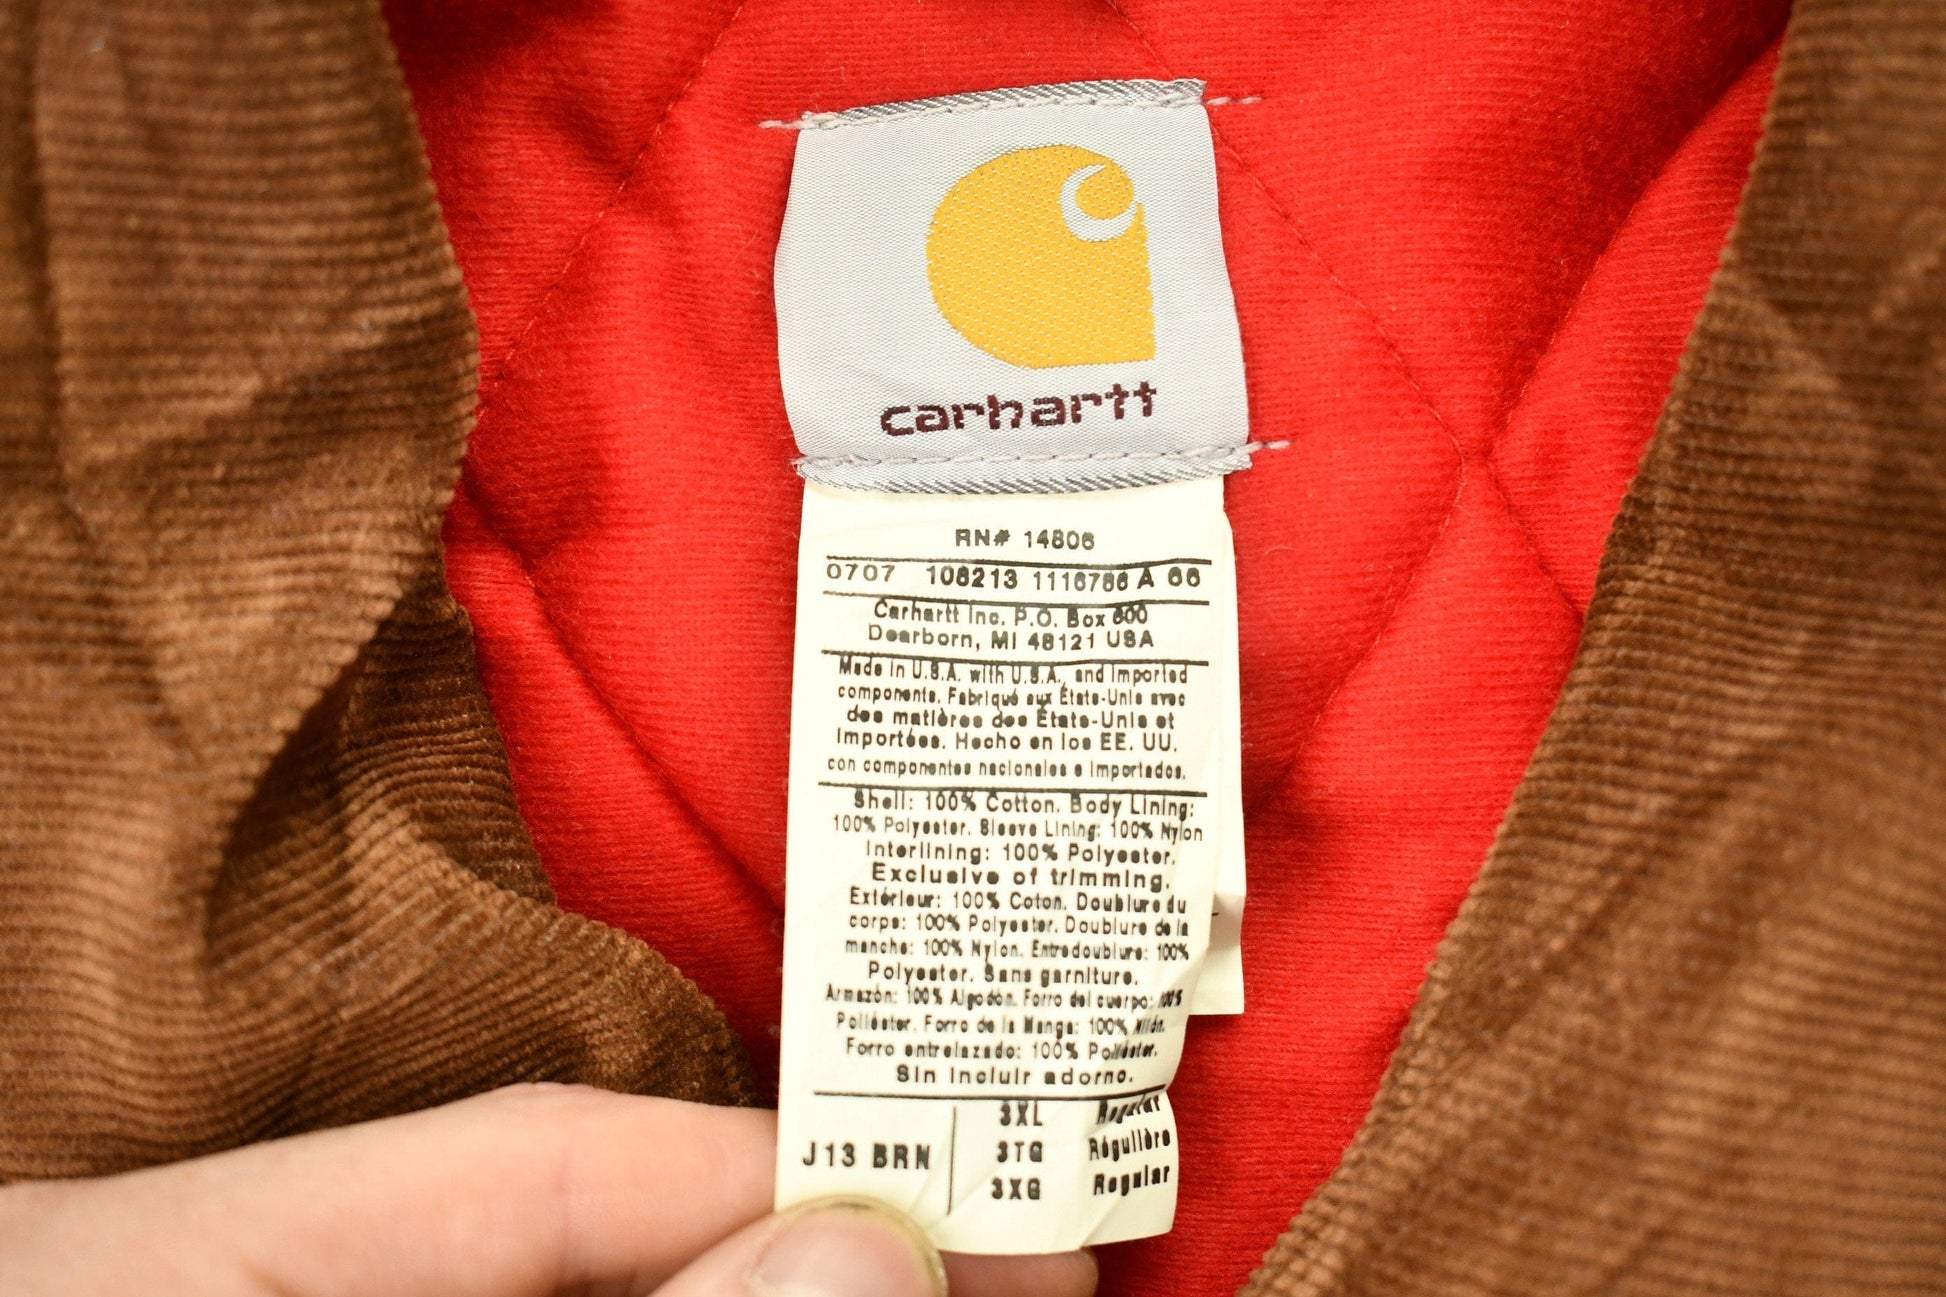 carhartt
RN# 14806
0707 106213 1116786 A 66
Carhartt Inc. P.O. Box 600
Dearborn, MI 48121 USA
Made in U.S.A. with U.S.A., and imported
components. Fabriqué aux États-Unis avec
des matières des États-Unis et
importées. Hecho en los EE. UU.
con componentes nacionales e importados.
Shell: 100% Cotton. Body Lining:
100% Polyester. Sleeve Lining: 100% Nylon
Interlining: 100% Polyester.
Exclusive of trimming.
Extérieur: 100% Coton. Doublure du
corps: 100% Polyester. Doublure de la
manche: 100% Nylon. Entredoublure: 100%
Polyester. Sans garniture.
Armazón: 100% Algodón. Forro del cuerpo: 100%
Poliéster. Forro de la Manga: 100% Nilón.
Forro entrelazado: 100% Poliéster.
Sin incluir adorno.
J13 BRN
3XL Regular
3TG Régulière
3XG Regular